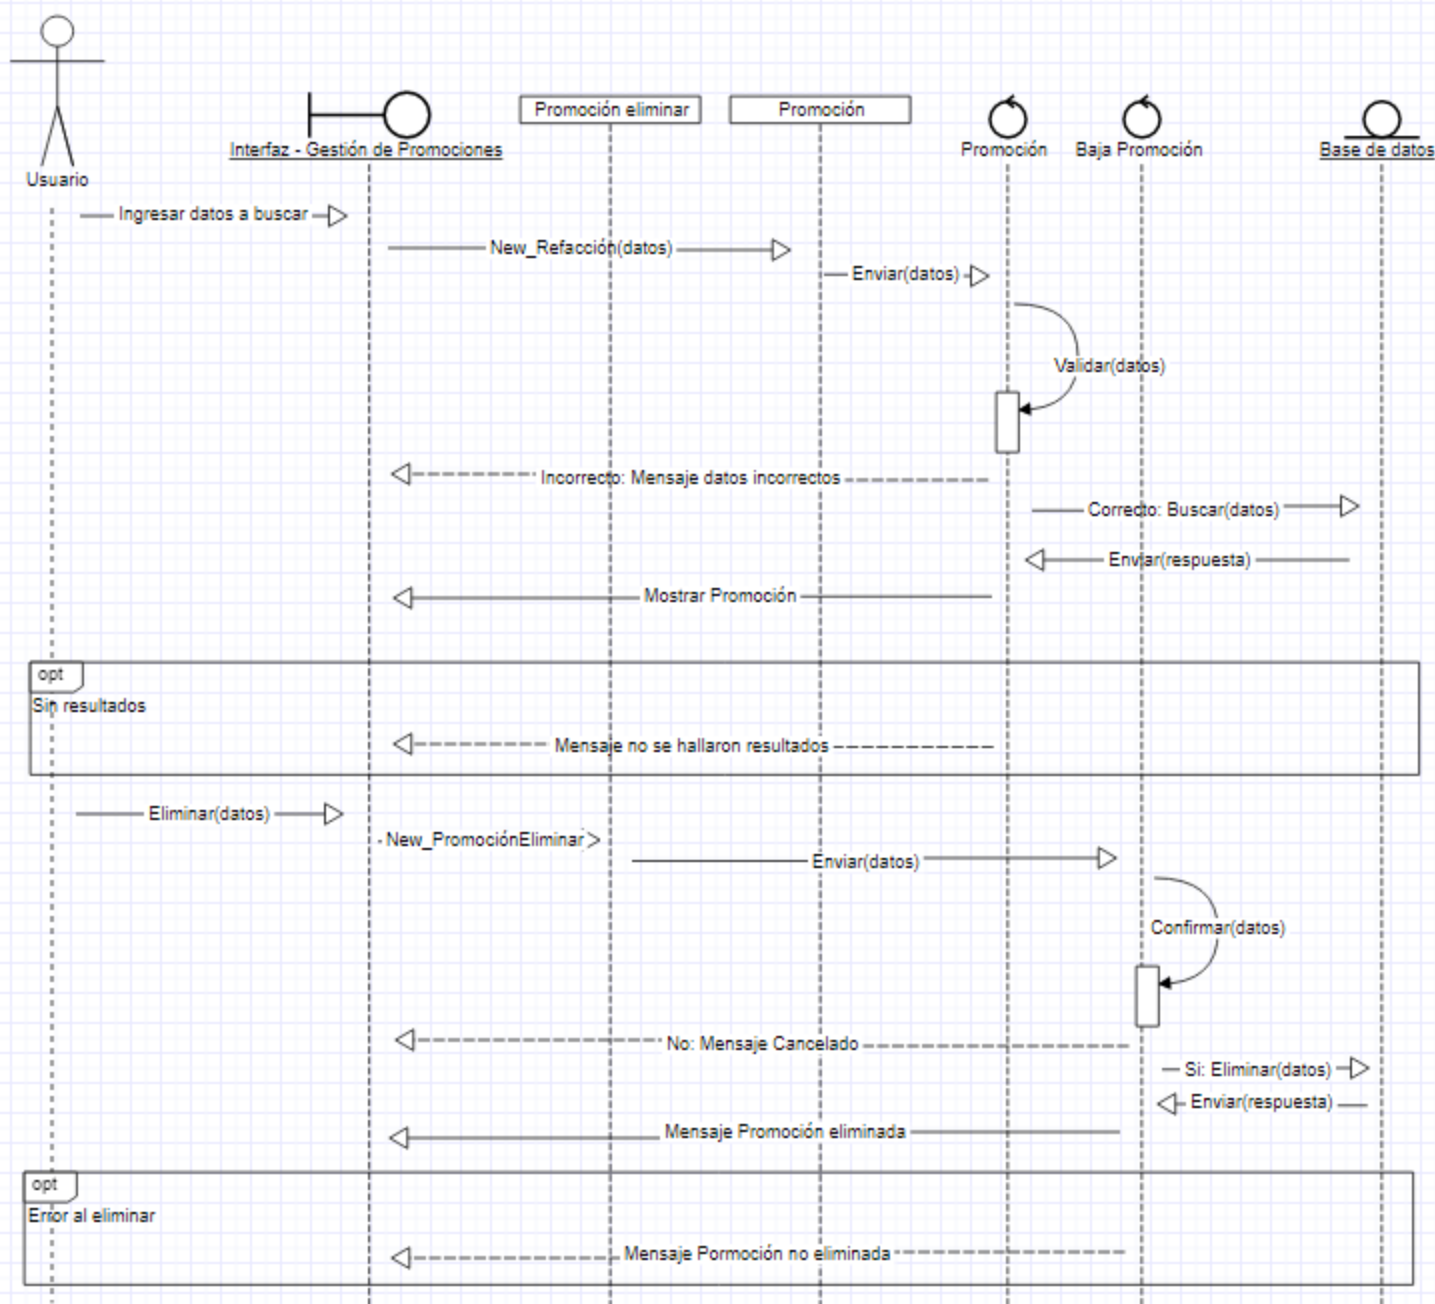 Usuario
Interfaz - Gestión de Promociones
Promoción eliminar
Promoción
Promoción
Baja Promoción
Base de datos
Ingresar datos a buscar
New_Refacción(datos)
Enviar(datos)
Validar(datos)
Incorrecto: Mensaje datos incorrectos
Correcto: Buscar(datos)
Enviar(respuesta)
Mostrar Promoción
opt
Sin resultados
Mensaje no se hallaron resultados
Eliminar(datos)
New_PromociónEliminar
Enviar(datos)
Confirmar(datos)
No: Mensaje Cancelado
Si: Eliminar(datos)
Enviar(respuesta)
Mensaje Promoción eliminada
opt
Error al eliminar
Mensaje Pormoción no eliminada